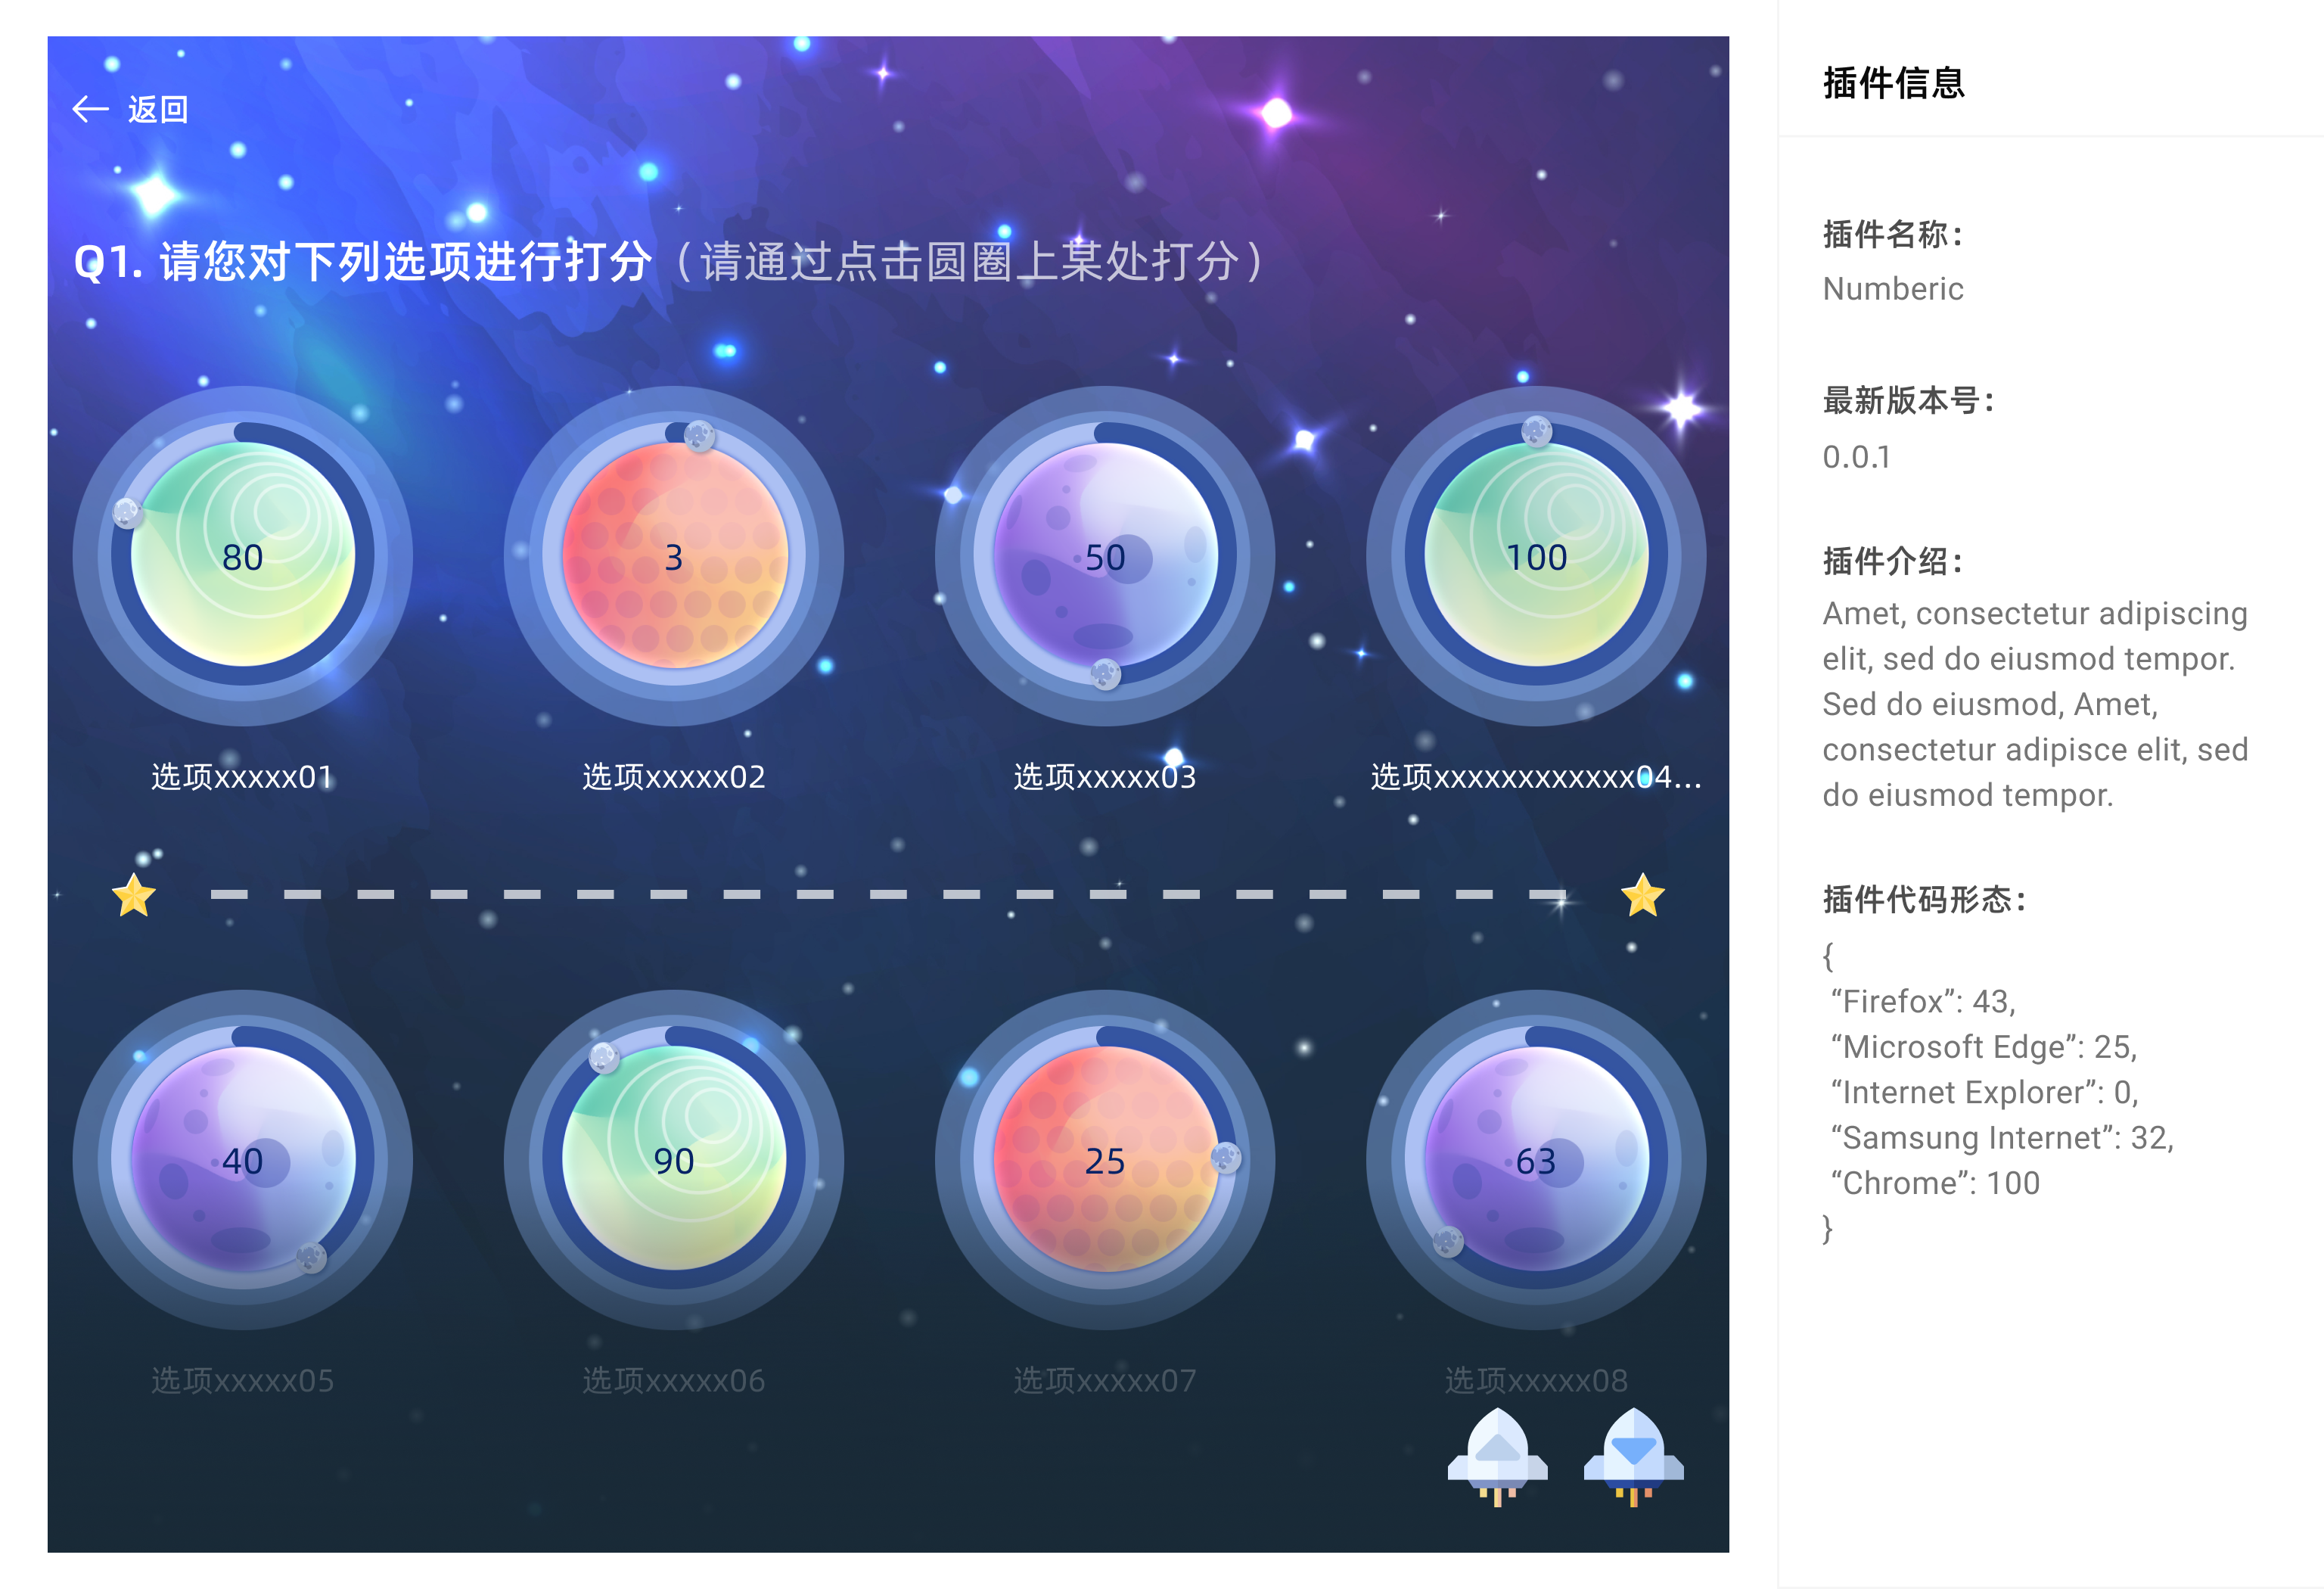 返回
Q1. 请您对下列选项进行打分（请通过点击圆圈上某处打分）
80
3
50
100
选项xxxxx01
选项xxxxx02
选项xxxxx03
选项xxxxxxxxxxxx04...
40
90
25
63
选项xxxxx05
选项xxxxx06
选项xxxxx07
选项xxxxx08
插件信息
插件名称：
Numberic
最新版本号：
0.0.1
插件介绍：
Amet, consectetur adipiscing
elit, sed do eiusmod tempor.
Sed do eiusmod, Amet,
consectetur adipisce elit, sed
do eiusmod tempor.
插件代码形态：
{
“Firefox”: 43,
“Microsoft Edge”: 25,
“Internet Explorer”: 0,
“Samsung Internet”: 32,
“Chrome”: 100
}